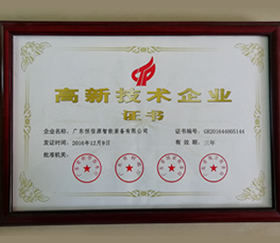 高新技术企业
证书
企业名称：广东恒信源智能装备有限公司 证书编号：GR201644005144
发证时间：2016年12月9日 有效期：三年
批准机关：